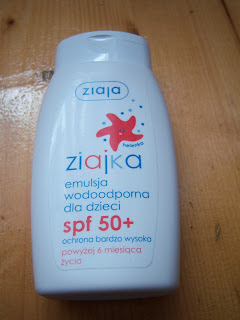 ziaja
ziajka
emulsja
wodoodporna
dla dzieci
spf 50+
ochrona bardzo wysoka
powyżej 6 miesiąca
życia